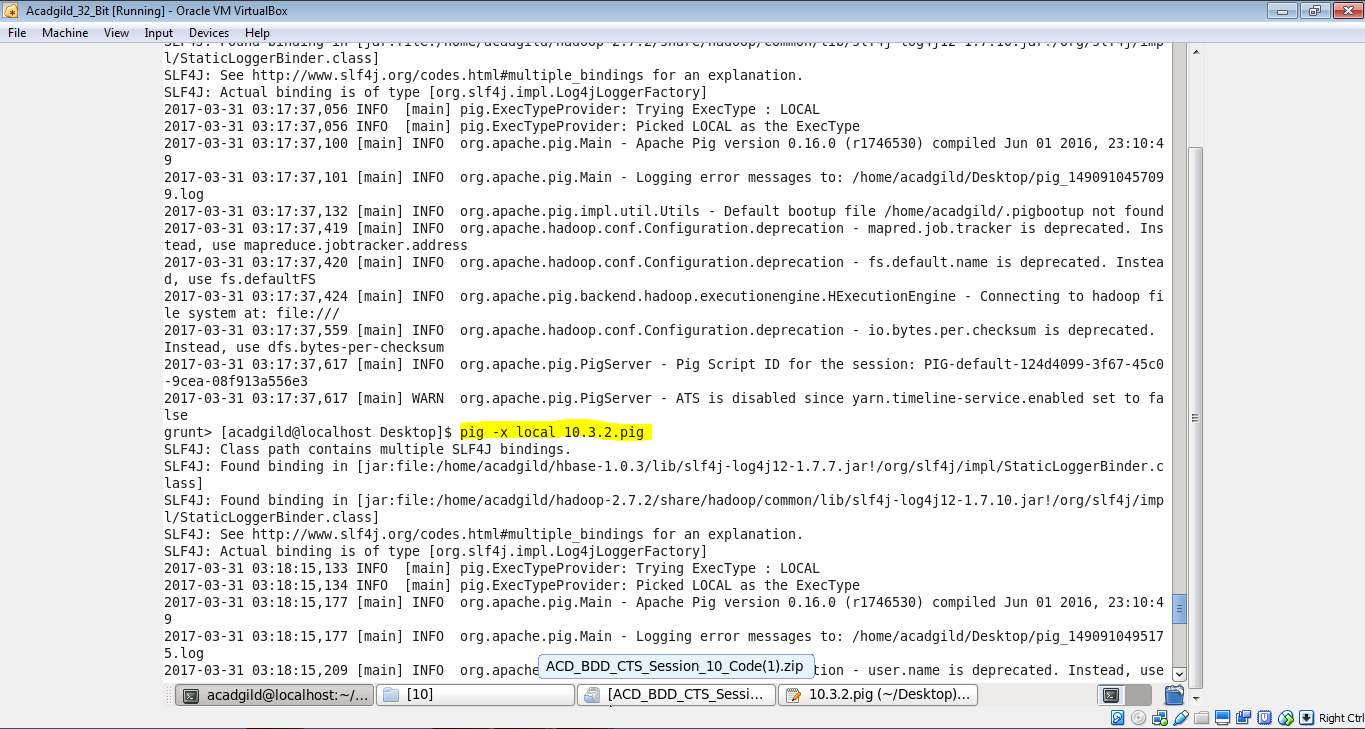 Acadgild_32_Bit [Running] - Oracle VM VirtualBox
File Machine View Input Devices Help
SLF4J: Found binding in [jar:file:/home/acadgild/hadoop-2.7.2/share/hadoop/common/lib/slf4j-log4j12-1.7.10.jar!/org/slf4j/imp
l/StaticLoggerBinder.class]
SLF4J: See http://www.slf4j.org/codes.html#multiple_bindings for an explanation.
SLF4J: Actual binding is of type [org.slf4j.impl.Log4jLoggerFactory]
2017-03-31 03:17:37,056 INFO  [main] pig.ExecTypeProvider: Trying ExecType : LOCAL
2017-03-31 03:17:37,056 INFO  [main] pig.ExecTypeProvider: Picked LOCAL as the ExecType
2017-03-31 03:17:37,100 [main] INFO  org.apache.pig.Main - Apache Pig version 0.16.0 (r1746530) compiled Jun 01 2016, 23:10:4
9
2017-03-31 03:17:37,101 [main] INFO  org.apache.pig.Main - Logging error messages to: /home/acadgild/Desktop/pig_149091045709
9.log
2017-03-31 03:17:37,132 [main] INFO  org.apache.pig.impl.util.Utils - Default bootup file /home/acadgild/.pigbootup not found
2017-03-31 03:17:37,419 [main] INFO  org.apache.hadoop.conf.Configuration.deprecation - mapred.job.tracker is deprecated. Ins
tead, use mapreduce.jobtracker.address
2017-03-31 03:17:37,420 [main] INFO  org.apache.hadoop.conf.Configuration.deprecation - fs.default.name is deprecated. Instea
d, use fs.defaultFS
2017-03-31 03:17:37,424 [main] INFO  org.apache.pig.backend.hadoop.executionengine.HExecutionEngine - Connecting to hadoop fi
le system at: file:///
2017-03-31 03:17:37,559 [main] INFO  org.apache.hadoop.conf.Configuration.deprecation - io.bytes.per.checksum is deprecated.
Instead, use dfs.bytes-per-checksum
2017-03-31 03:17:37,617 [main] INFO  org.apache.pig.PigServer - Pig Script ID for the session: PIG-default-124d4099-3f67-45c0
-9cea-08f913a556e3
2017-03-31 03:17:37,617 [main] WARN  org.apache.pig.PigServer - ATS is disabled since yarn.timeline-service.enabled set to fa
lse
grunt> [acadgild@localhost Desktop]$ pig -x local 10.3.2.pig
SLF4J: Class path contains multiple SLF4J bindings.
SLF4J: Found binding in [jar:file:/home/acadgild/hbase-1.0.3/lib/slf4j-log4j12-1.7.7.jar!/org/slf4j/impl/StaticLoggerBinder.c
lass]
SLF4J: Found binding in [jar:file:/home/acadgild/hadoop-2.7.2/share/hadoop/common/lib/slf4j-log4j12-1.7.10.jar!/org/slf4j/imp
l/StaticLoggerBinder.class]
SLF4J: See http://www.slf4j.org/codes.html#multiple_bindings for an explanation.
SLF4J: Actual binding is of type [org.slf4j.impl.Log4jLoggerFactory]
2017-03-31 03:18:15,133 INFO  [main] pig.ExecTypeProvider: Trying ExecType : LOCAL
2017-03-31 03:18:15,134 INFO  [main] pig.ExecTypeProvider: Picked LOCAL as the ExecType
2017-03-31 03:18:15,177 [main] INFO  org.apache.pig.Main - Apache Pig version 0.16.0 (r1746530) compiled Jun 01 2016, 23:10:4
9
2017-03-31 03:18:15,177 [main] INFO  org.apache.pig.Main - Logging error messages to: /home/acadgild/Desktop/pig_149091049517
5.log
2017-03-31 03:18:15,209 [main] INFO  org.apache tion - user.name is deprecated. Instead, use
ACD_BDD_CTS_Session_10_Code(1).zip
acadgild@localhost:~/... [10] [ACD_BDD_CTS_Sessi... 10.3.2.pig (~/Desktop)...
Right Ctrl